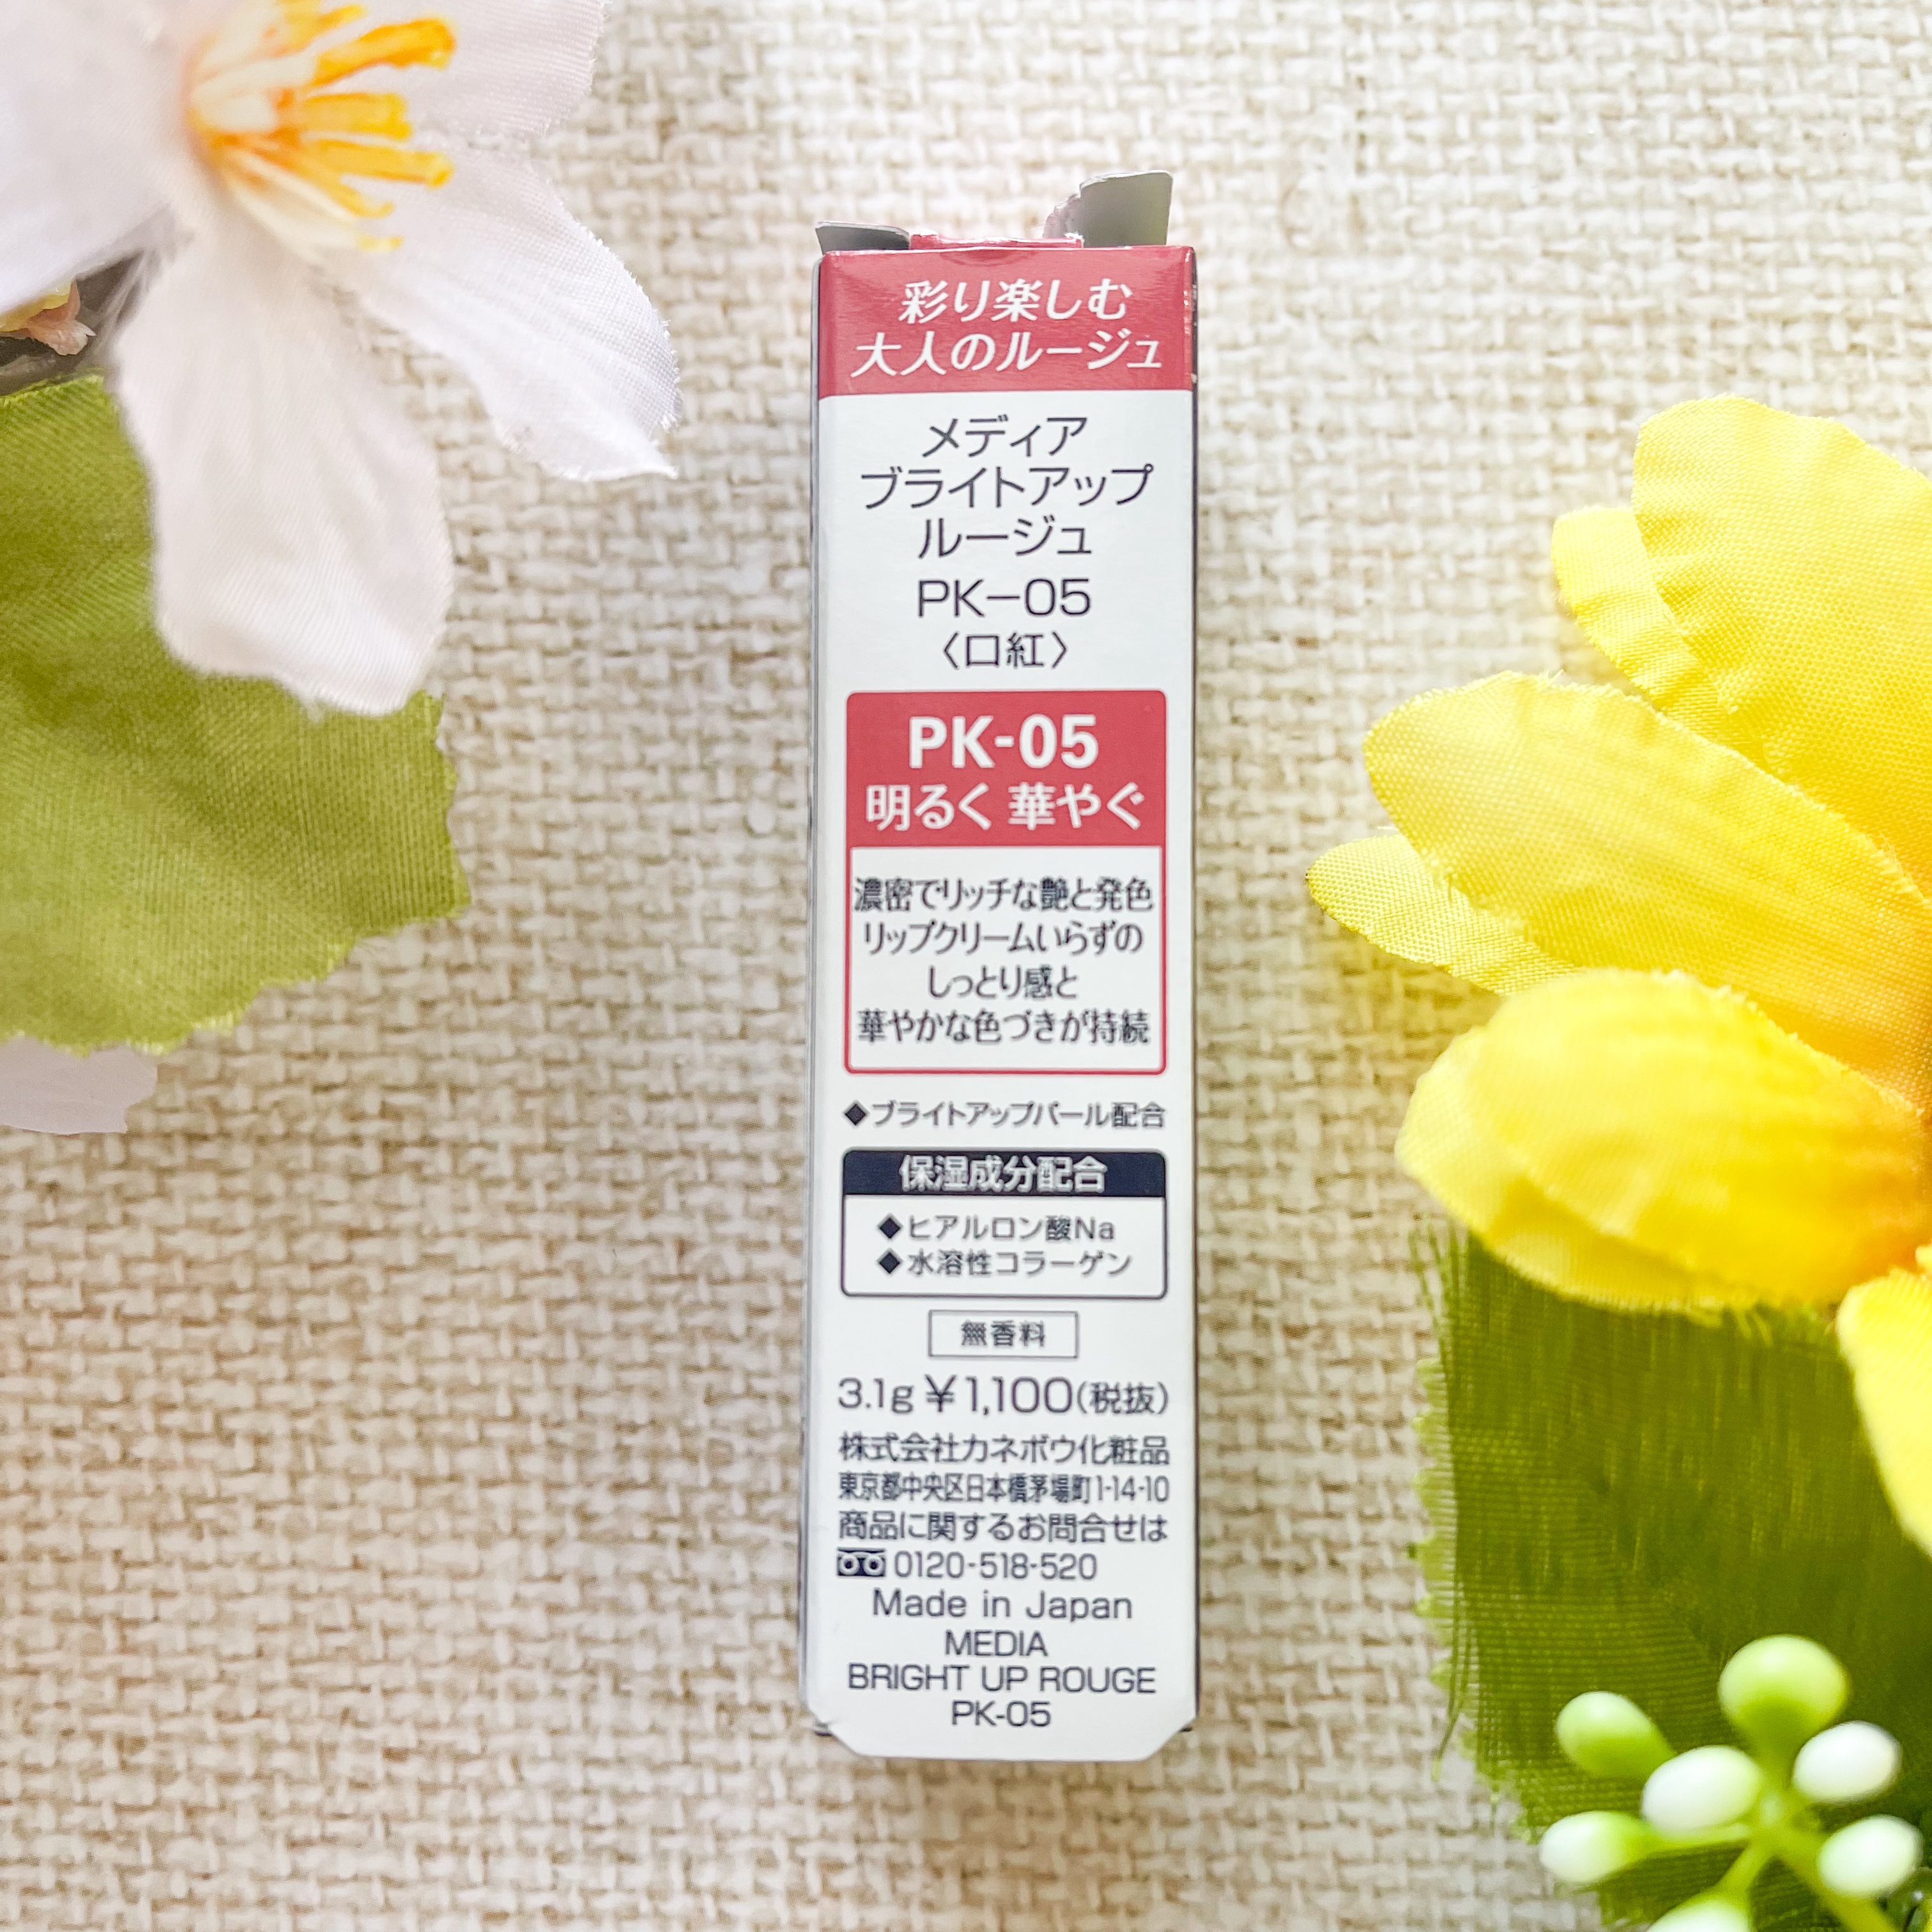 彩り楽しむ
大人のルージュ
メディア
ブライトアップ
ルージュ
PK−05
〈口紅〉
PK-05
明るく 華やぐ
濃密でリッチな艶と発色
リップクリームいらずの
しっとり感と
華やかな色づきが持続
◆ブライトアップパール配合
保湿成分配合
◆ヒアルロン酸Na
◆水溶性コラーゲン
無香料
3.1g ¥1,100(税抜)
株式会社カネボウ化粧品
東京都中央区日本橋茅場町1-14-10
商品に関するお問合せは
0120-518-520
Made in Japan
MEDIA
BRIGHT UP ROUGE
PK-05